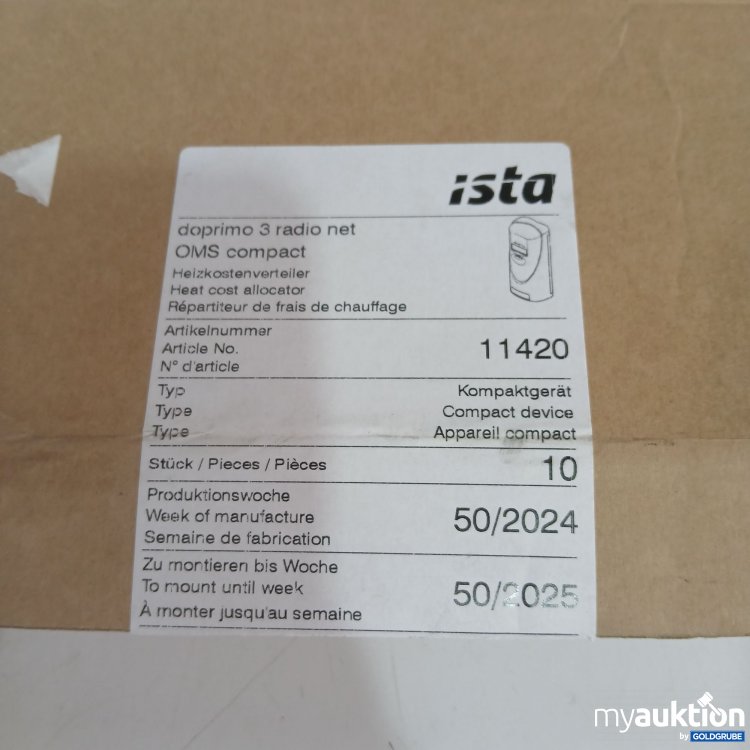 ista
doprimo 3 radio net
OMS compact
Heizkostenverteiler
Heat cost allocator
Répartiteur de frais de chauffage
Artikelnummer
Article No.
N° d'article
11420
Typ Kompaktgerät
Type Compact device
Type Appareil compact
Stück / Pieces / Pièces 10
Produktionswoche
Week of manufacture
Semaine de fabrication
50/2024
Zu montieren bis Woche
To mount until week
À monter jusqu'au semaine
50/2025
myauktion
by GOLDGRUBE